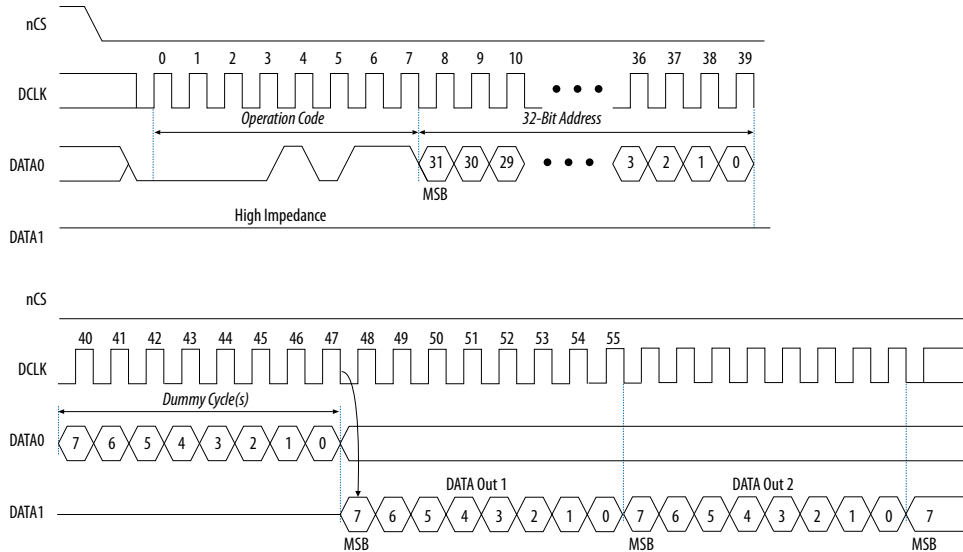 nCS
0 1 2 3 4 5 6 7 8 9 10 36 37 38 39
DCLK
Operation Code 32-Bit Address
DATA0 31 30 29 3 2 1 0
MSB
High Impedance
DATA1
nCS
40 41 42 43 44 45 46 47 48 49 50 51 52 53 54 55
DCLK
Dummy Cycle(s)
DATA0 7 6 5 4 3 2 1 0
DATA Out 1 DATA Out 2
DATA1 7 6 5 4 3 2 1 0 7 6 5 4 3 2 1 0 7
MSB MSB MSB